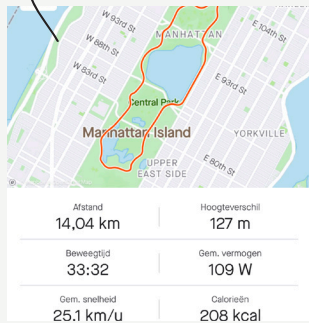 W 93rd St
MANHATTAN
E 104th St
W 88th St
W 83rd St
E 93rd St
Central Park
Manhattan Island
YORKVILLE
UPPER
EAST SIDE
E 80th St
Afstand
Hoogteverschil
14,04 km
127 m
Beweegtijd
Gem. vermogen
33:32
109 W
Gem. snelheid
Calorieën
25,1 km/u
208 kcal